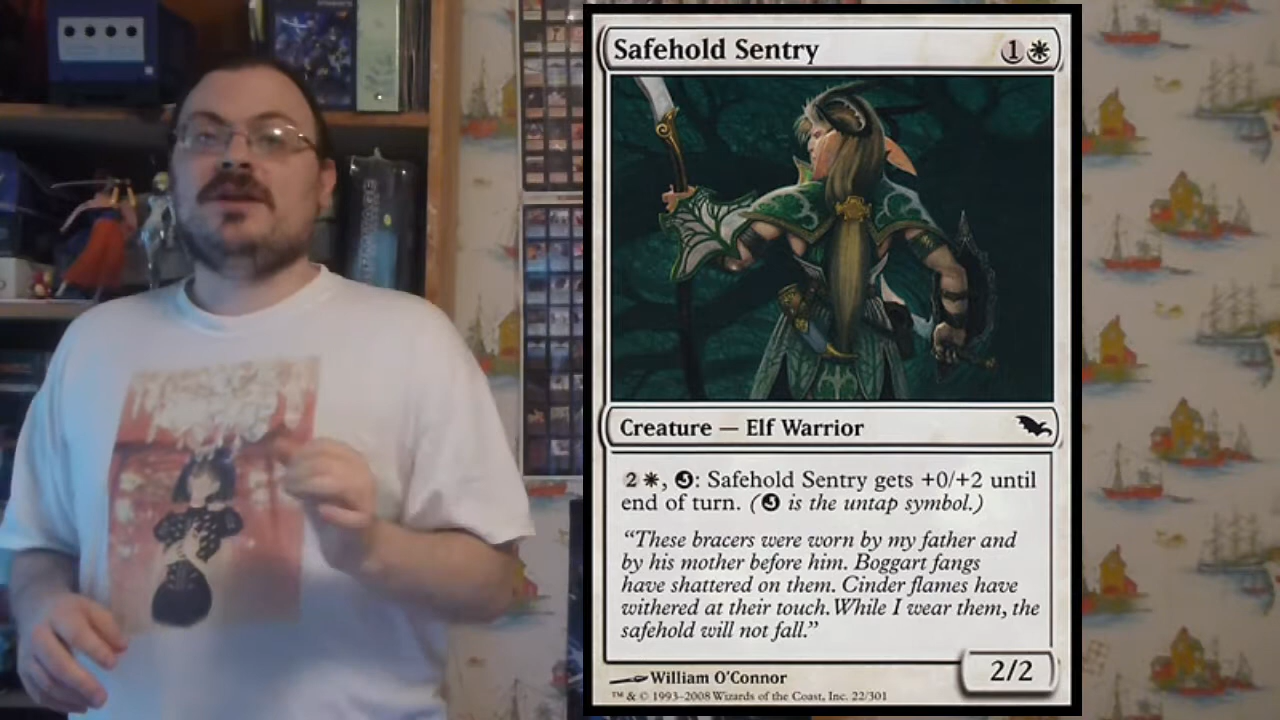 Safehold Sentry 1
Creature — Elf Warrior
2, : Safehold Sentry gets +0/+2 until
end of turn. ( is the untap symbol.)
“These bracers were worn by my father and
by his mother before him. Boggart fangs
have shattered on them. Cinder flames have
withered at their touch. While I wear them, the
safehold will not fall.”
2/2
William O'Connor
™ & © 1993–2008 Wizards of the Coast, Inc. 22/301